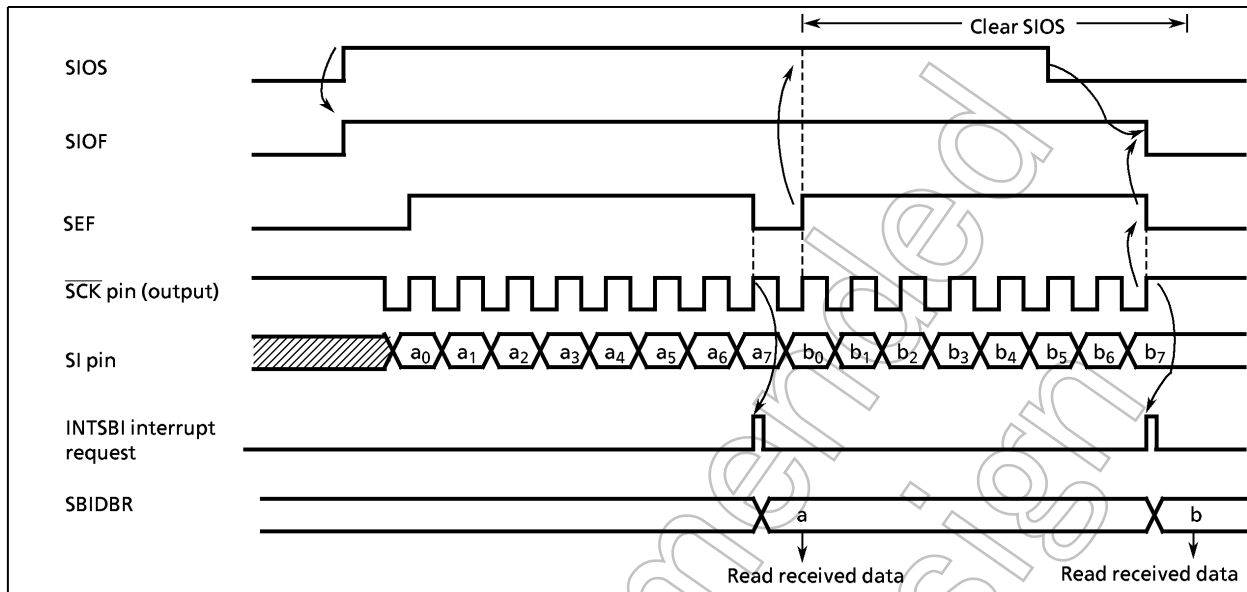 Clear SIOS
SIOS
SIOF
SEF
SCK pin (output)
SI pin
a0 a1 a2 a3 a4 a5 a6 a7 b0 b1 b2 b3 b4 b5 b6 b7
INTSBI interrupt
request
SBIDBR
a
b
Read received data
Read received data